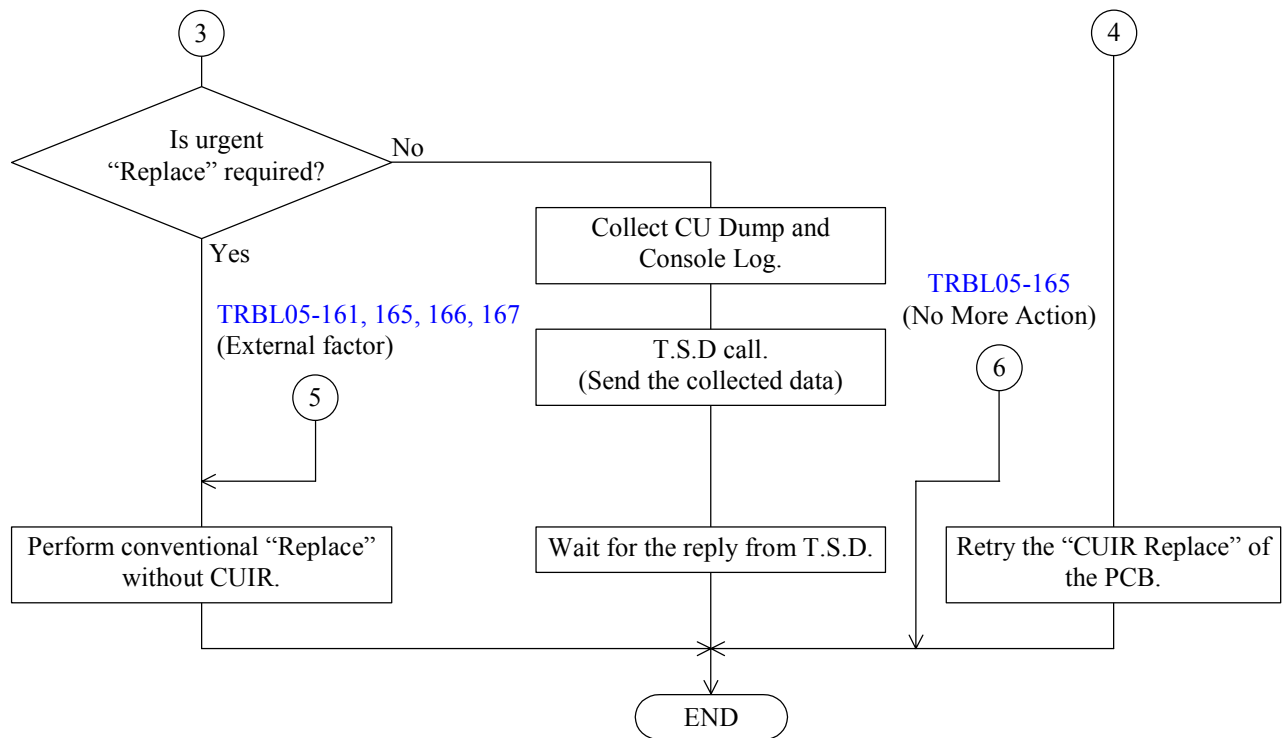 3
4
Is urgent
“Replace” required?
No
Yes
Collect CU Dump and
Console Log.
TRBL05-161, 165, 166, 167
(External factor)
TRBL05-165
(No More Action)
T.S.D call.
(Send the collected data)
5
6
Perform conventional “Replace”
without CUIR.
Wait for the reply from T.S.D.
Retry the “CUIR Replace” of
the PCB.
END